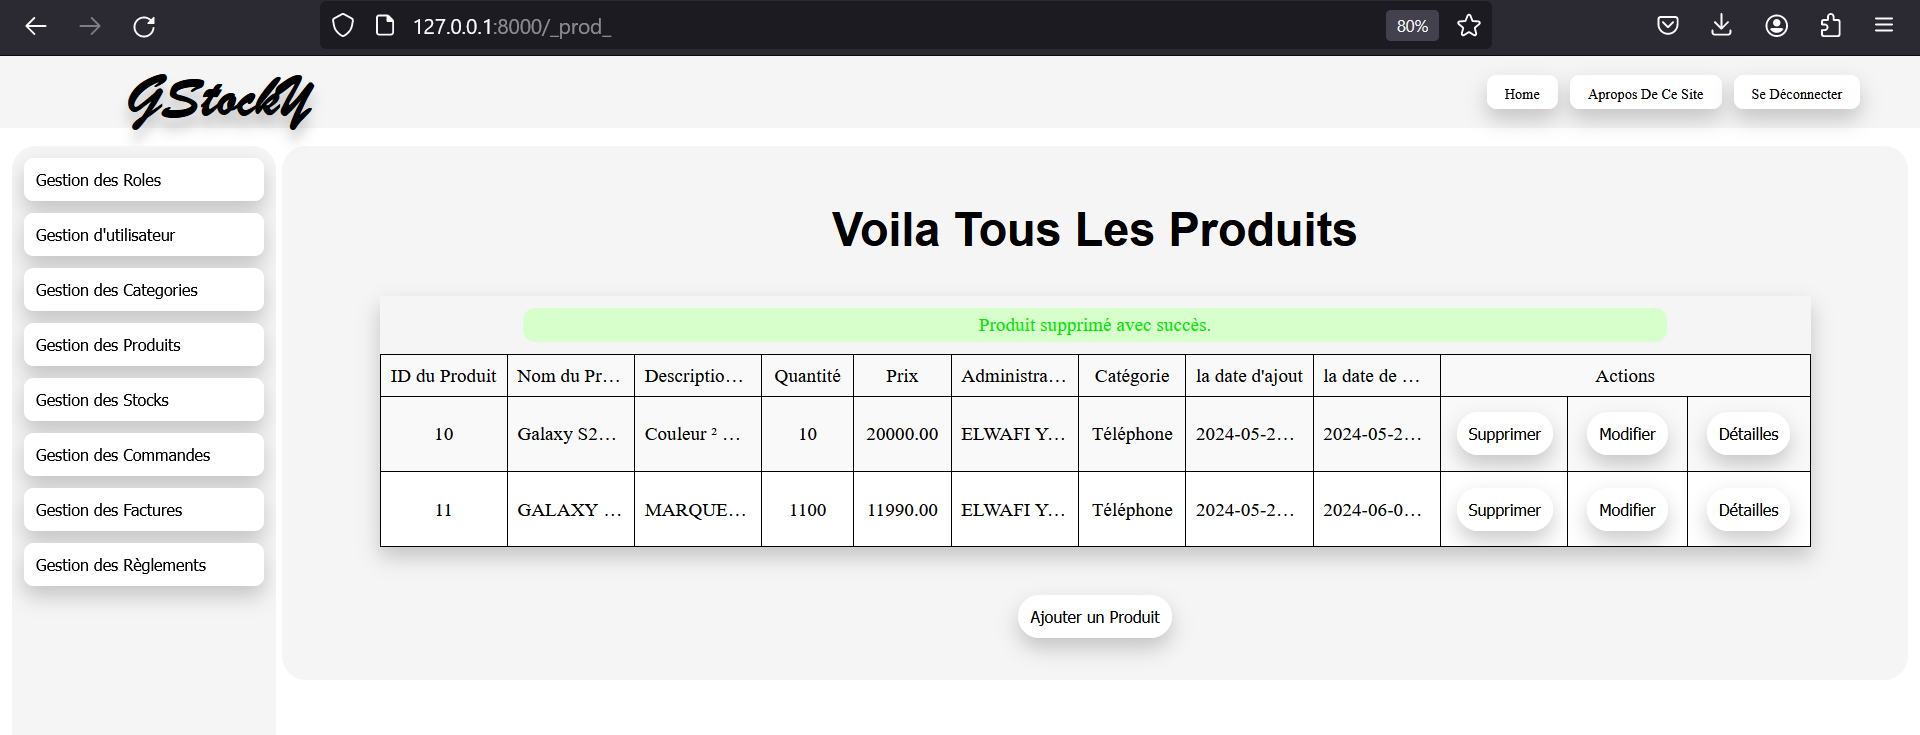 127.0.0.1:8000/_prod_
80%
GStockY
Home
Apropos De Ce Site
Se Déconnecter
Gestion des Roles
Gestion d'utilisateur
Gestion des Categories
Gestion des Produits
Gestion des Stocks
Gestion des Commandes
Gestion des Factures
Gestion des Règlements
Voila Tous Les Produits
Produit supprimé avec succès.
ID du Produit Nom du Pr... Descriptio... Quantité Prix Administra... Catégorie la date d'ajout la date de ... Actions
10 Galaxy S2... Couleur ² ... 10 20000.00 ELWAFI Y... Téléphone 2024-05-2... 2024-05-2... Supprimer Modifier Détailles
11 GALAXY ... MARQUE... 1100 11990.00 ELWAFI Y... Téléphone 2024-05-2... 2024-06-0... Supprimer Modifier Détailles
Ajouter un Produit